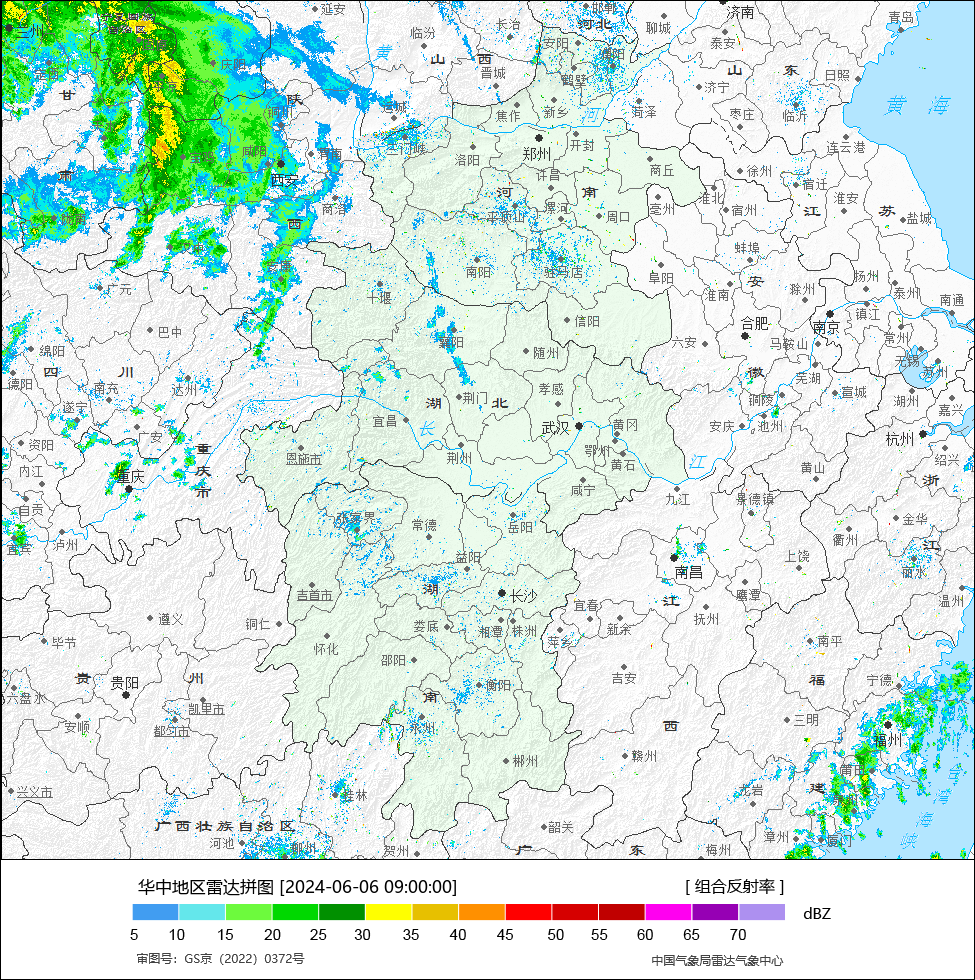 延安
济南
青岛
邯郸
河北
聊城
兰州
临汾
长治
安阳
濮阳
泰安
山 东
日照
黄
山 西
晋城
鹤壁
济宁
庆阳
甘
陕
菏泽
临沂
黄 海
焦作
新乡
河
枣庄
三门峡
咸阳
渭南
洛阳
郑州
开封
连云港
肃
西安
许昌
商丘
徐州
宿迁
淮安
商洛
河 南
漯河
平顶山
周口
亳州
淮北
宿州
江 苏
盐城
西
汉中
安康
南阳
驻马店
阜阳
蚌埠
安
滁州
扬州
泰州
南通
广元
十堰
淮南
镇江
巴中
信阳
合肥
南京
常州
绵阳
襄阳
随州
六安
马鞍山
无锡
苏州
四 川
德阳
南充
达州
孝感
徽
芜湖
宣城
湖州
遂宁
荆门
湖 北
铜陵
嘉兴
宜昌
长
武汉
黄冈
安庆
池州
杭州
广安
资阳
重庆市
恩施市
荆州
鄂州
黄石
江
黄山
绍兴
内江
重庆
咸宁
九江
景德镇
浙
自贡
张家界
常德
岳阳
金华
衢州
宜宾
泸州
益阳
南昌
上饶
江
丽水
吉首市
湖
长沙
鹰潭
温州
遵义
铜仁
娄底
湘潭
株洲
宜春
新余
江
抚州
毕节
怀化
萍乡
南平
邵阳
贵 州
贵阳
六盘水
南
衡阳
吉安
福
宁德
凯里市
安顺
都匀市
永州
西
三明
福州
郴州
赣州
莆田
兴义市
桂林
龙岩
建
海
广西壮族自治区
韶关
漳州
厦门
峡
河池
柳州
贺州
广 东
梅州
华中地区雷达拼图 [2024-06-06 09:00:00]
[ 组合反射率 ]
dBZ
5 10 15 20 25 30 35 40 45 50 55 60 65 70
审图号：GS京（2022）0372号
中国气象局雷达气象中心